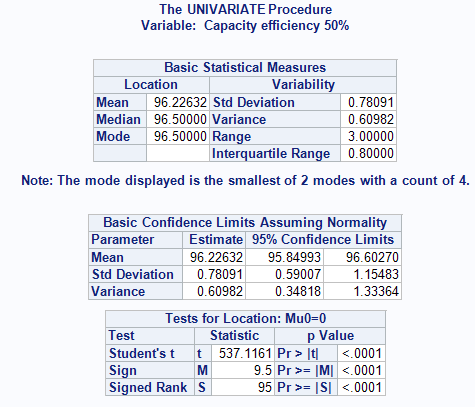 The UNIVARIATE Procedure
Variable: Capacity efficiency 50%
Basic Statistical Measures
Location Variability
Mean 96.22632 Std Deviation 0.78091
Median 96.50000 Variance 0.60982
Mode 96.50000 Range 3.00000
Interquartile Range 0.80000
Note: The mode displayed is the smallest of 2 modes with a count of 4.
Basic Confidence Limits Assuming Normality
Parameter Estimate 95% Confidence Limits
Mean 96.22632 95.84993 96.60270
Std Deviation 0.78091 0.59007 1.15483
Variance 0.60982 0.34818 1.33364
Tests for Location: Mu0=0
Test Statistic p Value
Student's t t 537.1161 Pr > |t| <.0001
Sign M 9.5 Pr >= |M| <.0001
Signed Rank S 95 Pr >= |S| <.0001